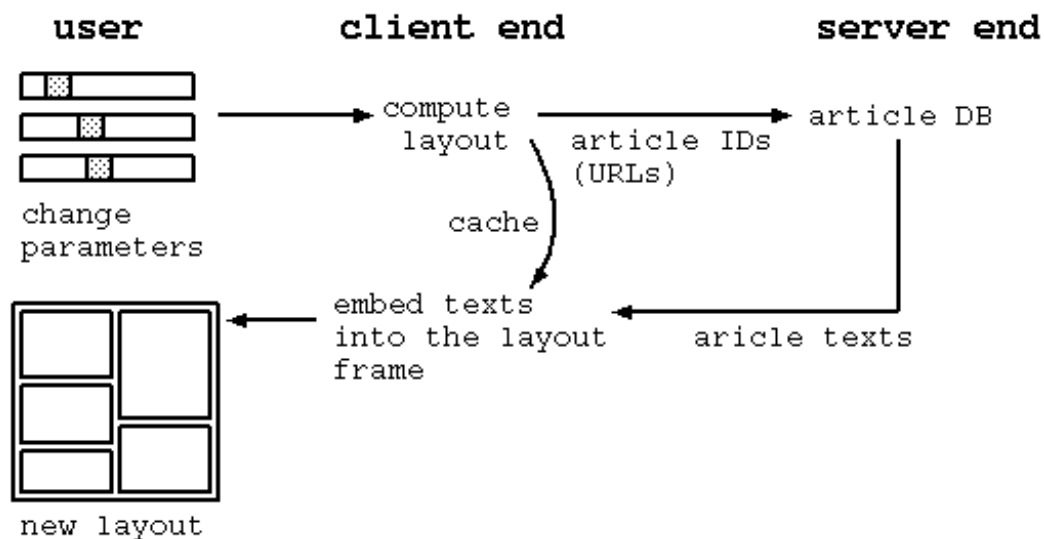 user
client end
server end
change
parameters
compute
layout
article IDs
(URLs)
article DB
cache
embed texts
into the layout
frame
aricle texts
new layout